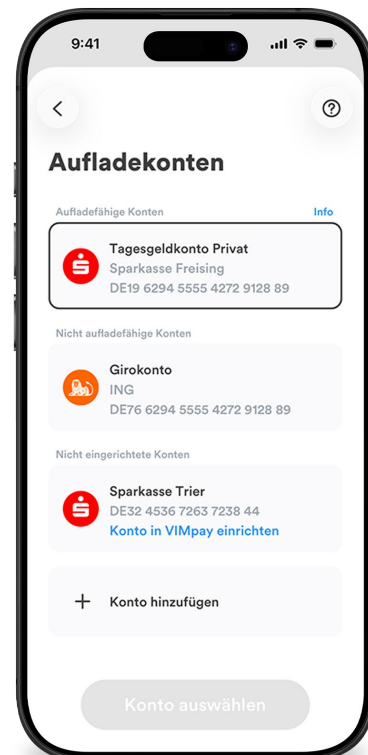 9:41
Aufladekonten
Aufladefähige Konten Info
Tagesgeldkonto Privat
Sparkasse Freising
DE19 6294 5555 4272 9128 89
Nicht aufladefähige Konten
Girokonto
ING
DE76 6294 5555 4272 9128 89
Nicht eingerichtete Konten
Sparkasse Trier
DE32 4536 7263 7238 44
Konto in VIMpay einrichten
+ Konto hinzufügen
Konto auswählen